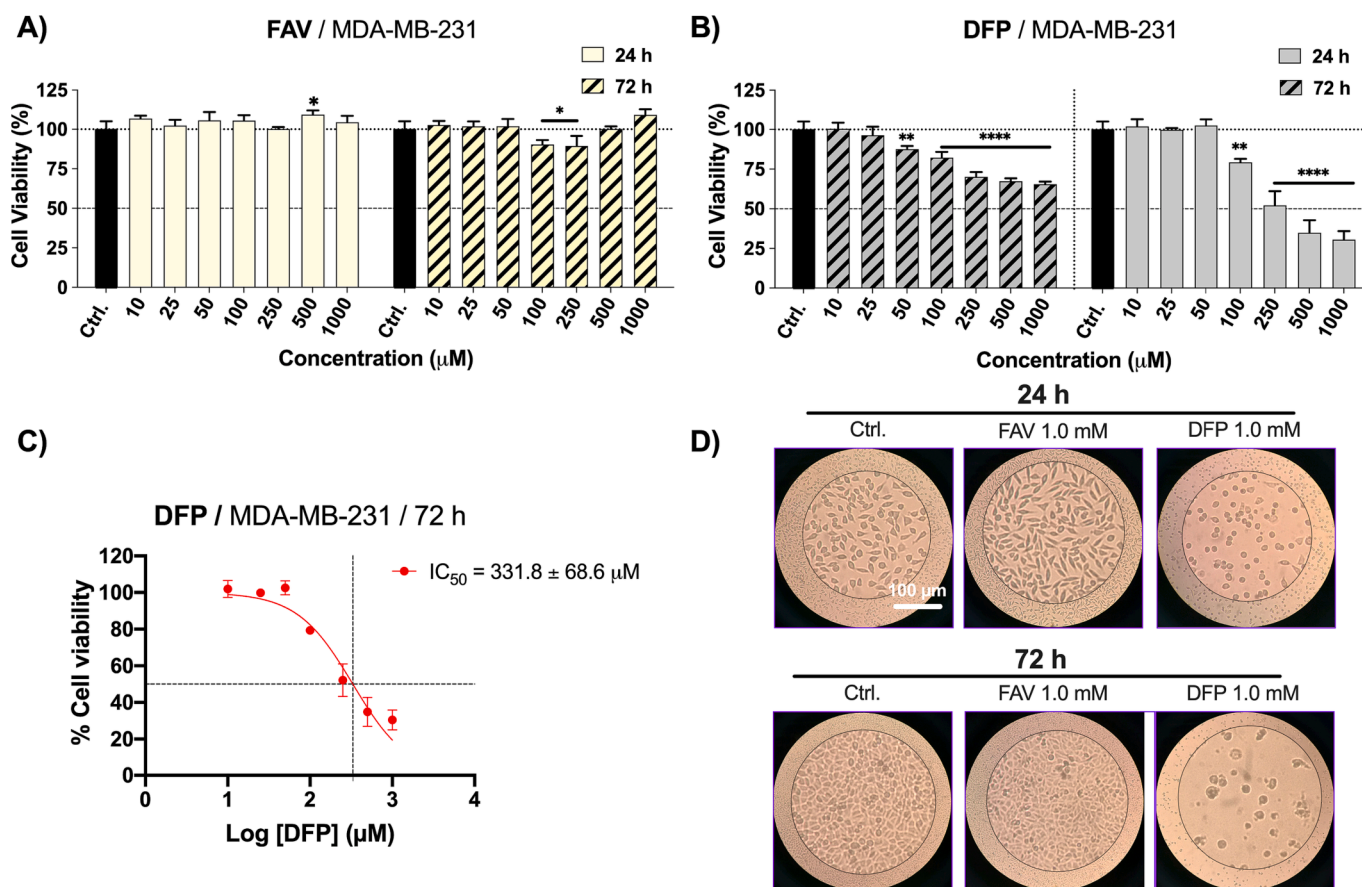 A)
FAV / MDA-MB-231
24 h
72 h
Cell Viability (%)
125
100
75
50
25
0
*
*
Ctrl.
10
25
50
100
250
500
1000
Ctrl.
10
25
50
100
250
500
1000
Concentration (μM)
B)
DFP / MDA-MB-231
24 h
72 h
Cell Viability (%)
125
100
75
50
25
0
**
****
**
****
Ctrl.
10
25
50
100
250
500
1000
Ctrl.
10
25
50
100
250
500
1000
Concentration (μM)
C)
DFP / MDA-MB-231 / 72 h
% Cell viability
120
100
80
60
40
20
0
IC50 = 331.8 ± 68.6 μM
0
1
2
3
4
Log [DFP] (μM)
D)
24 h
Ctrl.
FAV 1.0 mM
DFP 1.0 mM
100 μm
72 h
Ctrl.
FAV 1.0 mM
DFP 1.0 mM